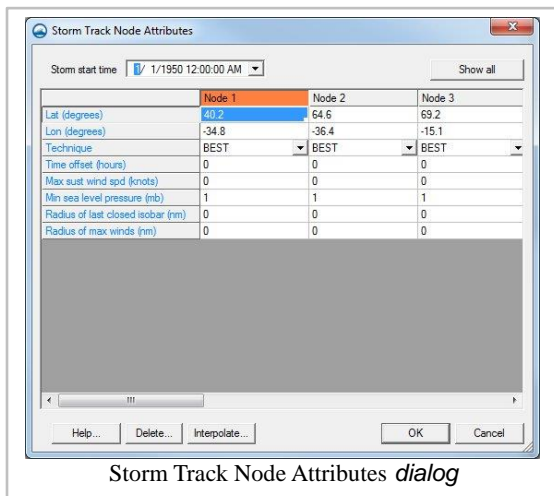 Storm Track Node Attributes
Storm start time 1/ 1/1950 12:00:00 AM Show all
Node 1 Node 2 Node 3
Lat (degrees) 40.2 64.6 69.2
Lon (degrees) -34.8 -36.4 -15.1
Technique BEST BEST BEST
Time offset (hours) 0 0 0
Max sust wind spd (knots) 0 0 0
Min sea level pressure (mb) 1 1 1
Radius of last closed isobar (nm) 0 0 0
Radius of max winds (nm) 0 0 0
Help... Delete... Interpolate... OK Cancel
Storm Track Node Attributes dialog